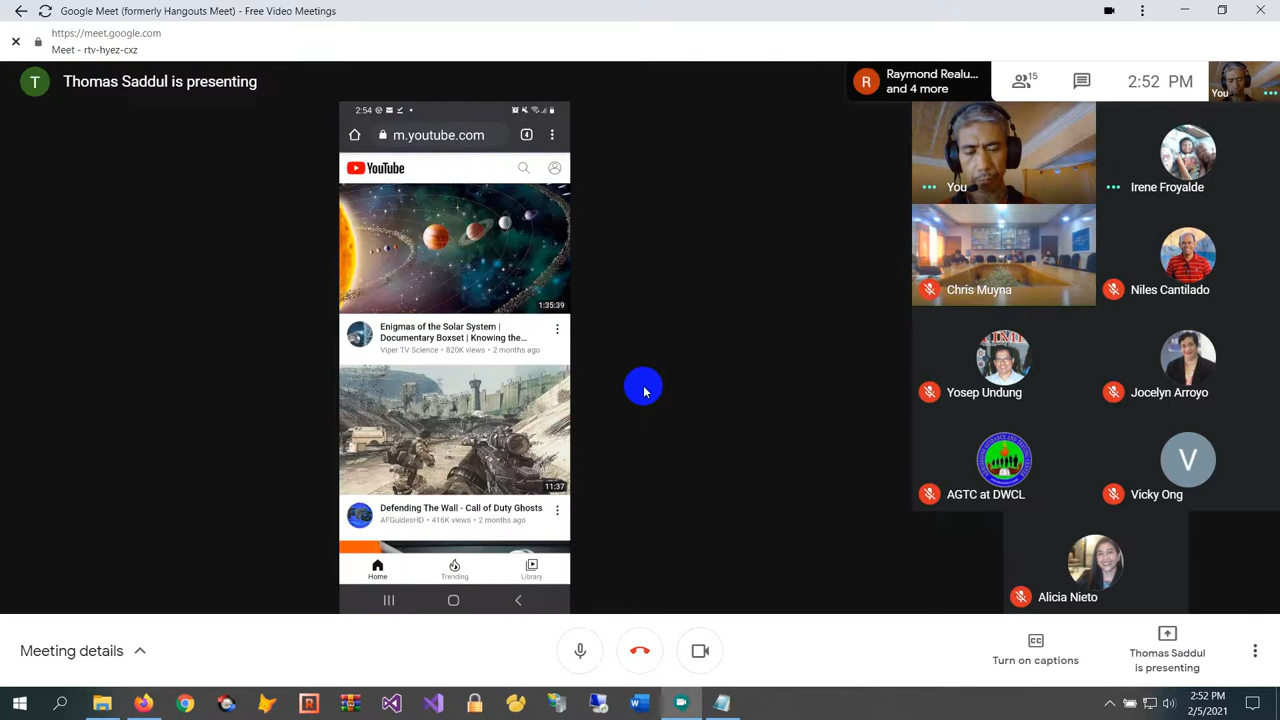 Google Meet (formerly Hangouts Meet) - Free Video Meetings
https://meet.google.com
Meet - rtv-hyez-cxz
T
Thomas Saddul is presenting
R
Raymond Realu...
and 4 more
15
2:52 PM
You
2:54
m.youtube.com
4
YouTube
1:35:39
Enigmas of the Solar System |
Documentary Boxset | Knowing the...
Viper TV Science • 820K views • 2 months ago
11:37
Defending The Wall - Call of Duty Ghosts
AFGuidesHD • 416K views • 2 months ago
Home
Trending
Library
You
Irene Froyalde
Chris Muyna
Niles Cantilado
Yosep Undung
Jocelyn Arroyo
AGTC at DWCL
V
Vicky Ong
Alicia Nieto
Meeting details
CC
Turn on captions
Thomas Saddul
is presenting
2:52 PM
2/5/2021